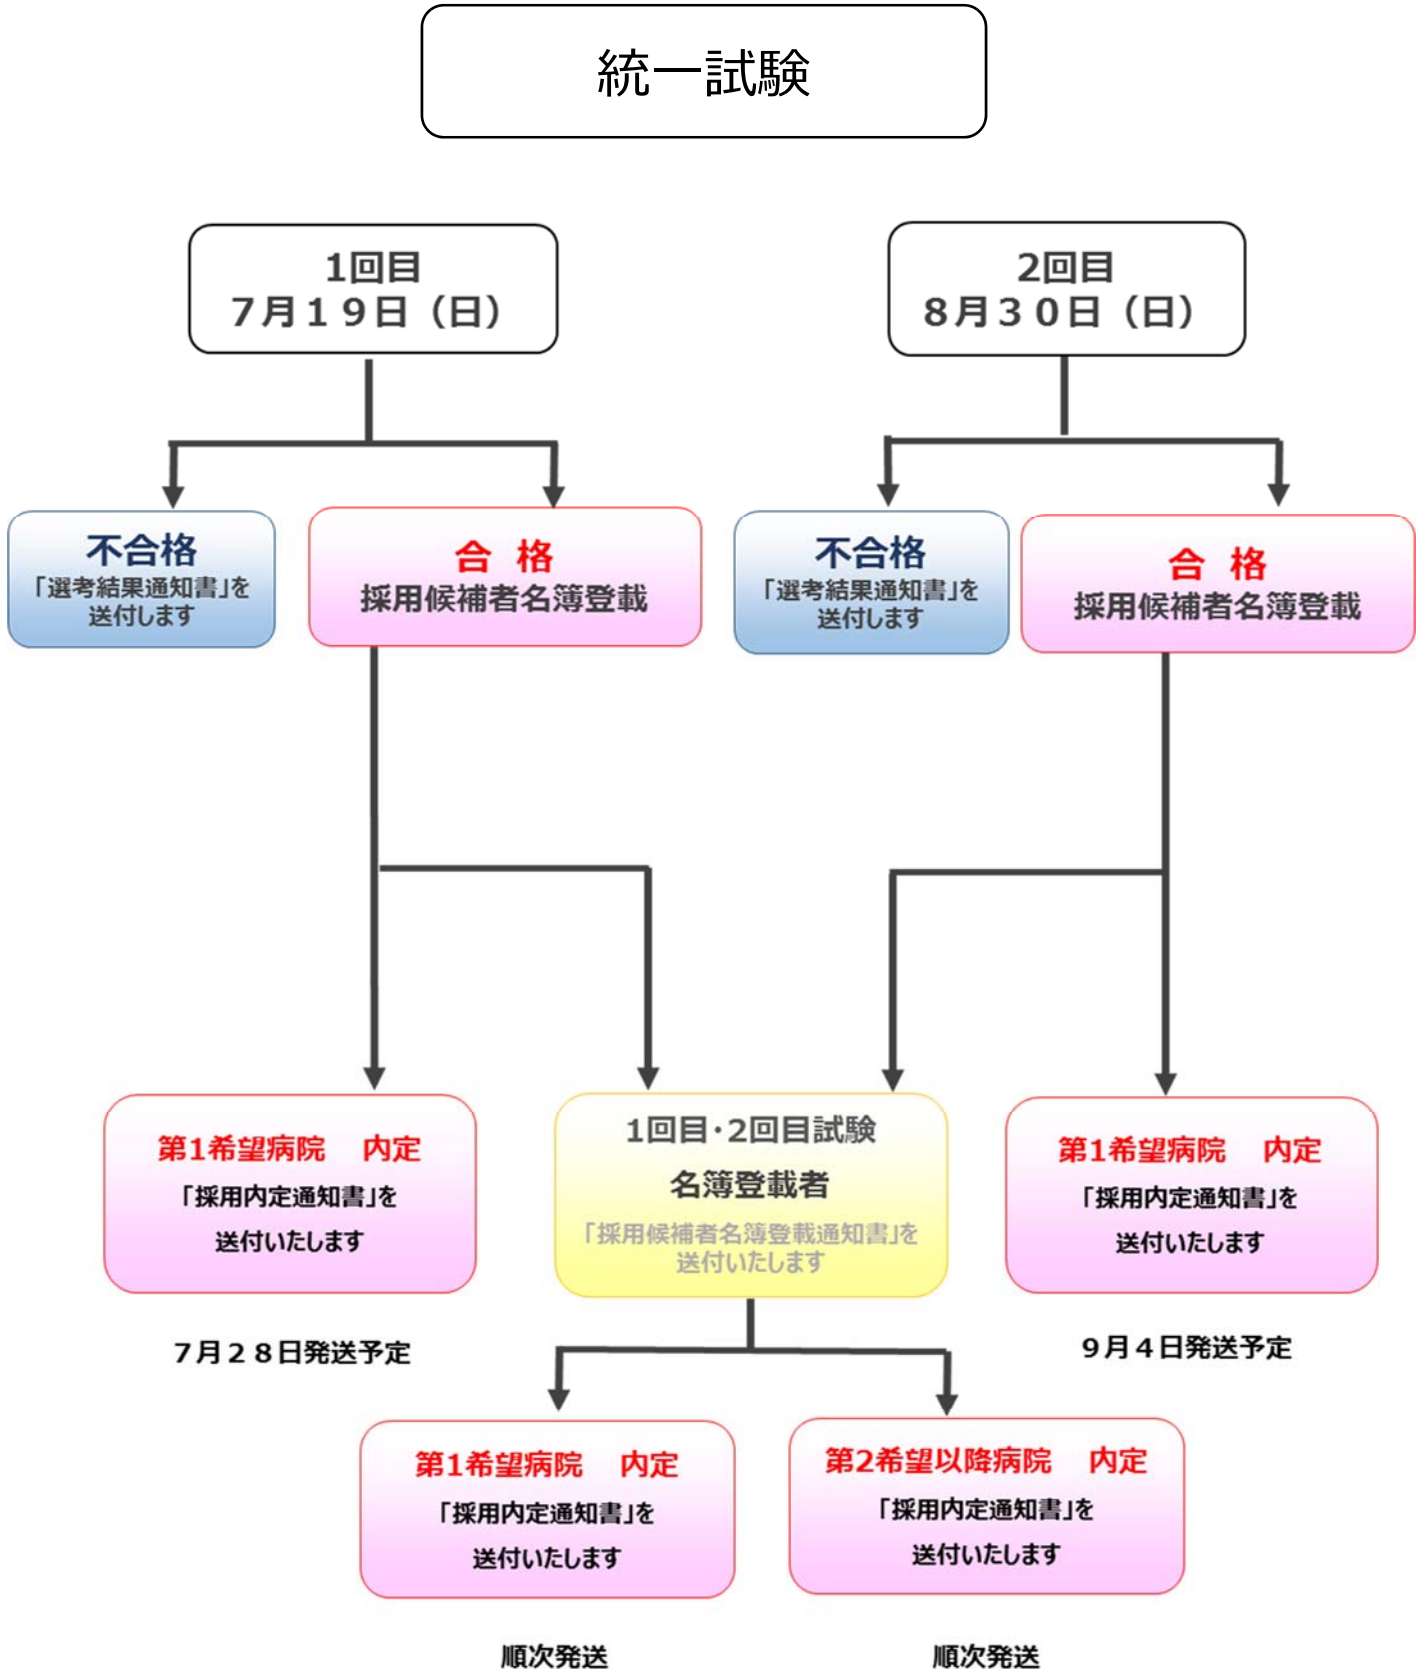 統一試験
1回目
７月１９日（日）
2回目
８月３０日（日）
不合格
「選考結果通知書」を
送付します
合 格
採用候補者名簿登載
不合格
「選考結果通知書」を
送付します
合 格
採用候補者名簿登載
第1希望病院　内定
「採用内定通知書」を
送付いたします
７月２８日発送予定
1回目・2回目試験
名簿登載者
「採用候補者名簿登載通知書」を
送付いたします
第1希望病院　内定
「採用内定通知書」を
送付いたします
９月４日発送予定
第1希望病院　内定
「採用内定通知書」を
送付いたします
順次発送
第2希望以降病院　内定
「採用内定通知書」を
送付いたします
順次発送